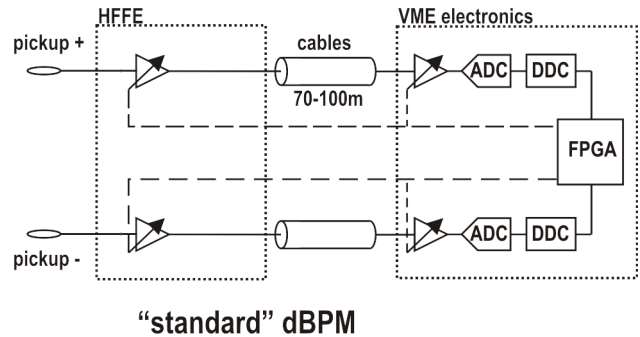 HFFE
VME electronics
pickup +
cables
ADC
DDC
70-100m
FPGA
pickup -
ADC
DDC
“standard” dBPM